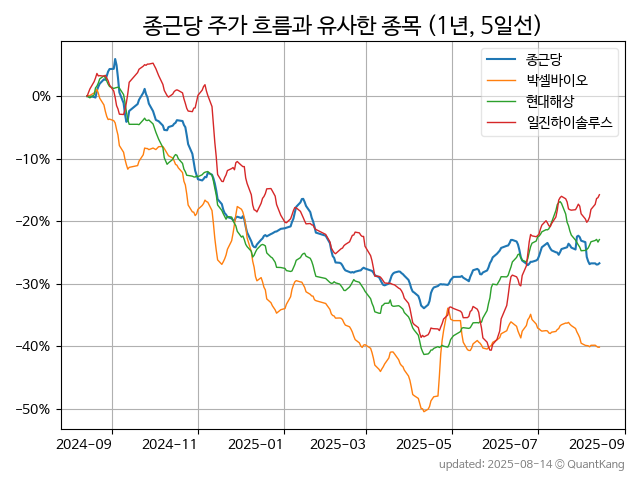 종근당 주가 흐름과 유사한 종목 (1년, 5일선)
종근당
박셀바이오
현대해상
일진하이솔루스
0%
−10%
−20%
−30%
−40%
−50%
2024-09
2024-11
2025-01
2025-03
2025-05
2025-07
2025-09
updated: 2025-08-14 © QuantKang